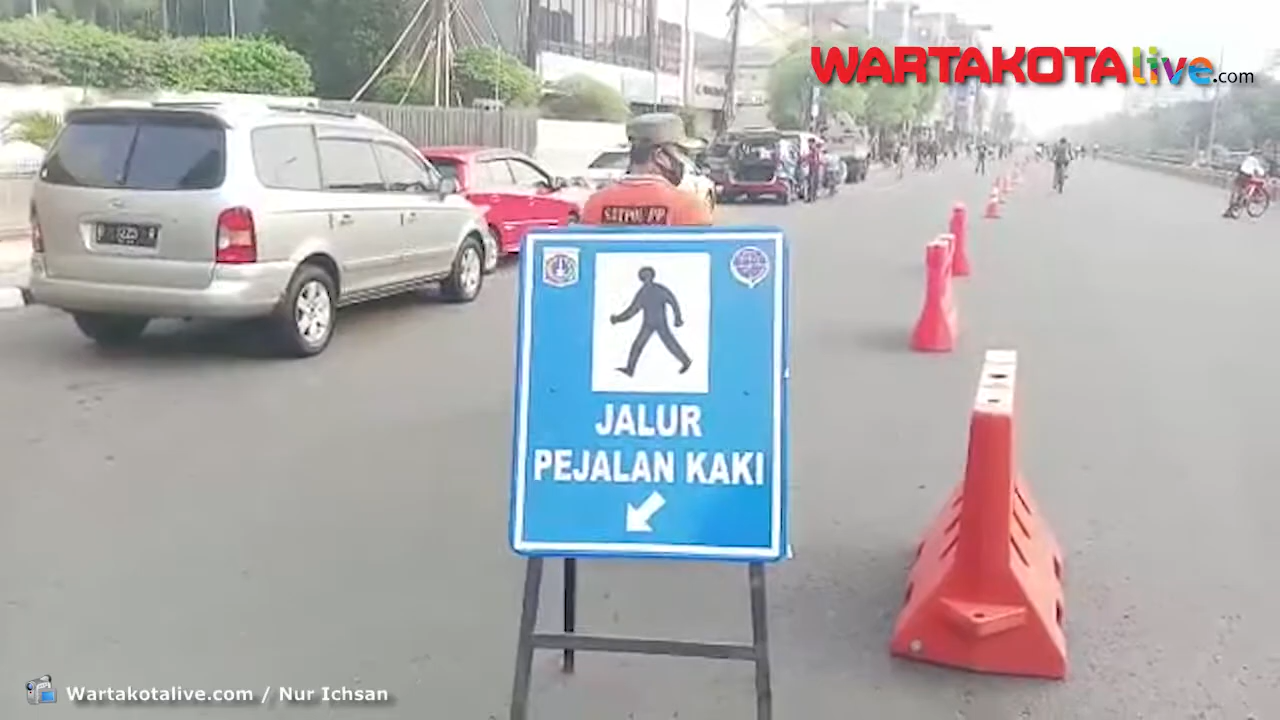 WARTAKOTAlive.com
SATPOL PP
JALUR
PEJALAN KAKI
Wartakotalive.com / Nur Ichsan